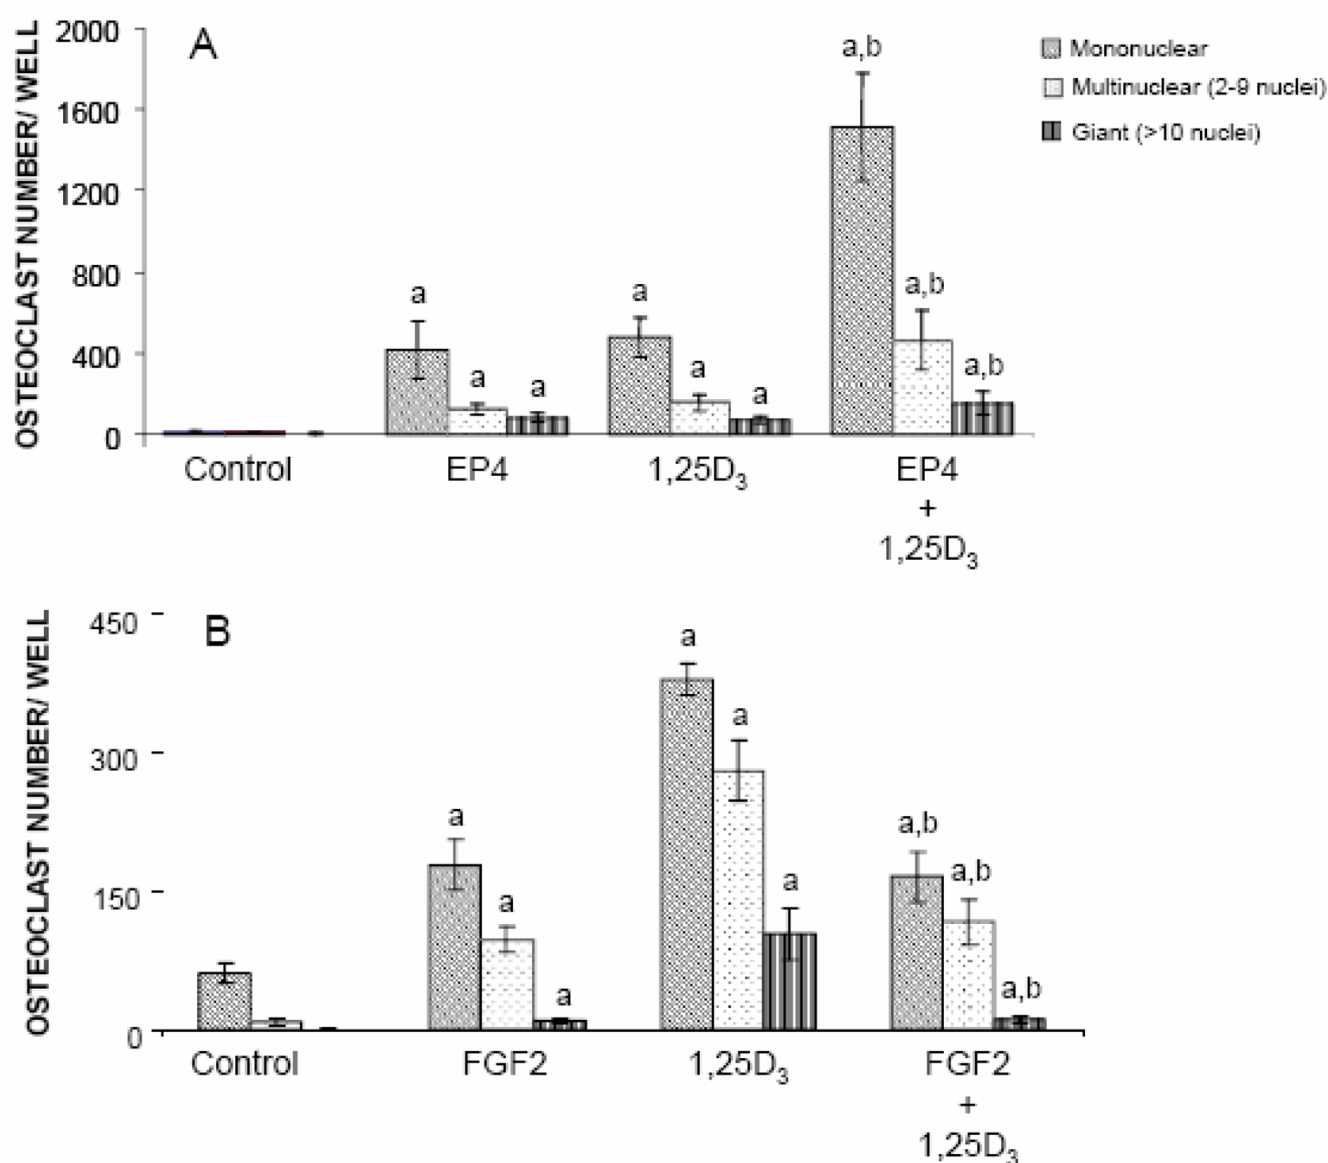 A
OSTEOCLAST NUMBER/ WELL
2000
1600
1200
800
400
0
a
a
a
a
a
a
a,b
a,b
a,b
Mononuclear
Multinuclear (2-9 nuclei)
Giant (>10 nuclei)
Control
EP4
1,25D₃
EP4
+
1,25D₃
B
OSTEOCLAST NUMBER/ WELL
450
300
150
0
a
a
a
a
a
a
a,b
a,b
a,b
Control
FGF2
1,25D₃
FGF2
+
1,25D₃